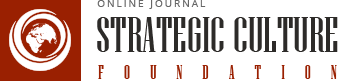 ONLINE JOURNAL
STRATEGIC CULTURE
FOUNDATION